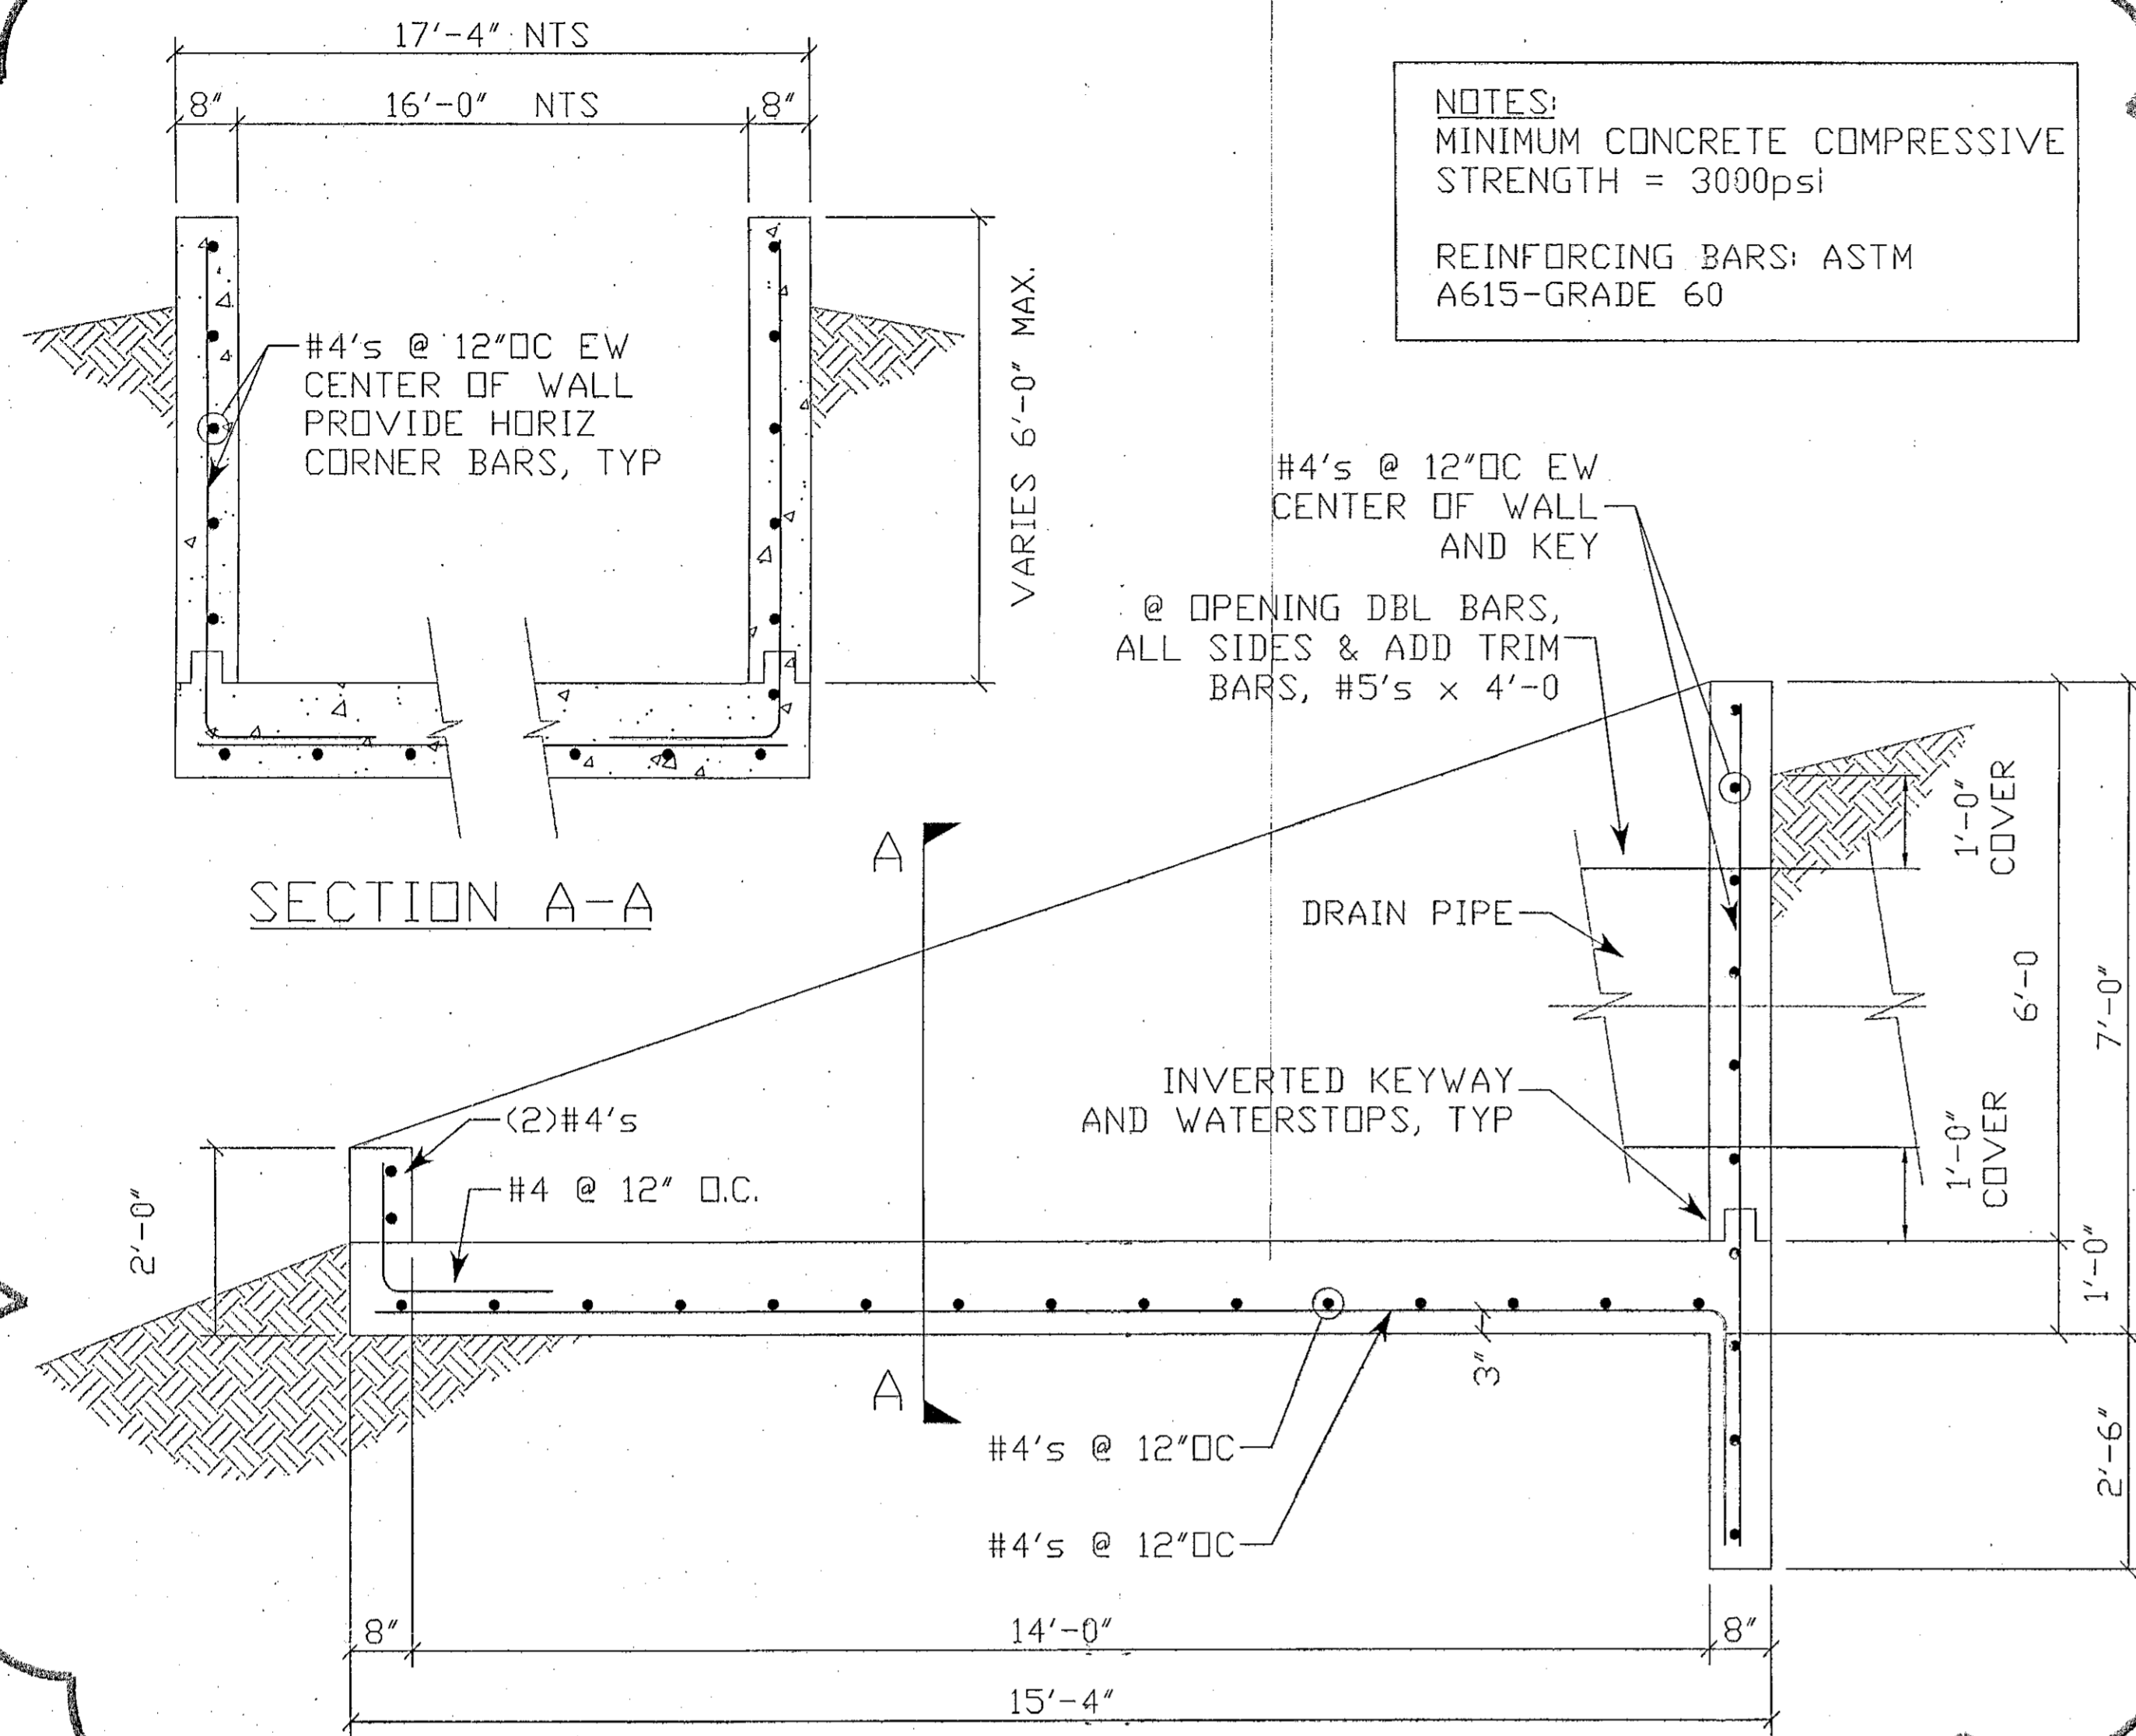 17'-4" NTS
8" 16'-0" NTS 8"
NOTES:
MINIMUM CONCRETE COMPRESSIVE
STRENGTH = 3000psi
REINFORCING BARS: ASTM
A615-GRADE 60
#4's @ 12"OC EW
CENTER OF WALL
PROVIDE HORIZ
CORNER BARS, TYP
VARIES 6'-0" MAX.
SECTION A-A
#4's @ 12"OC EW
CENTER OF WALL
AND KEY
@ OPENING DBL BARS,
ALL SIDES & ADD TRIM
BARS, #5's x 4'-0
A
DRAIN PIPE
1'-0"
COVER
6'-0
7'-0"
INVERTED KEYWAY
AND WATERSTOPS, TYP
1'-0"
COVER
(2)#4's
#4 @ 12" O.C.
2'-0"
1'-0"
3"
A
#4's @ 12"OC
#4's @ 12"OC
2'-6"
8" 14'-0" 8"
15'-4"